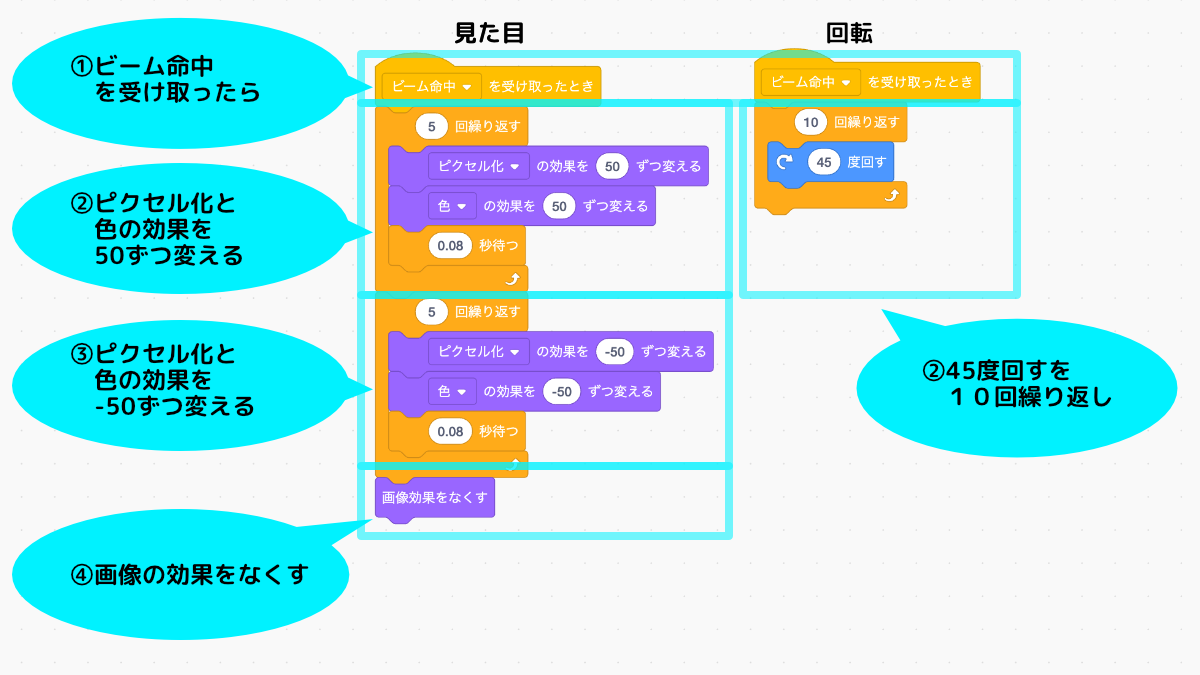 見た目
回転
①ビーム命中
を受け取ったら
ビーム命中 を受け取ったとき
5 回繰り返す
ピクセル化 の効果を 50 ずつ変える
色 の効果を 50 ずつ変える
0.08 秒待つ
②ピクセル化と
色の効果を
50ずつ変える
5 回繰り返す
ピクセル化 の効果を -50 ずつ変える
色 の効果を -50 ずつ変える
0.08 秒待つ
③ピクセル化と
色の効果を
-50ずつ変える
画像効果をなくす
④画像の効果をなくす
ビーム命中 を受け取ったとき
10 回繰り返す
45 度回す
②45度回すを
１０回繰り返し